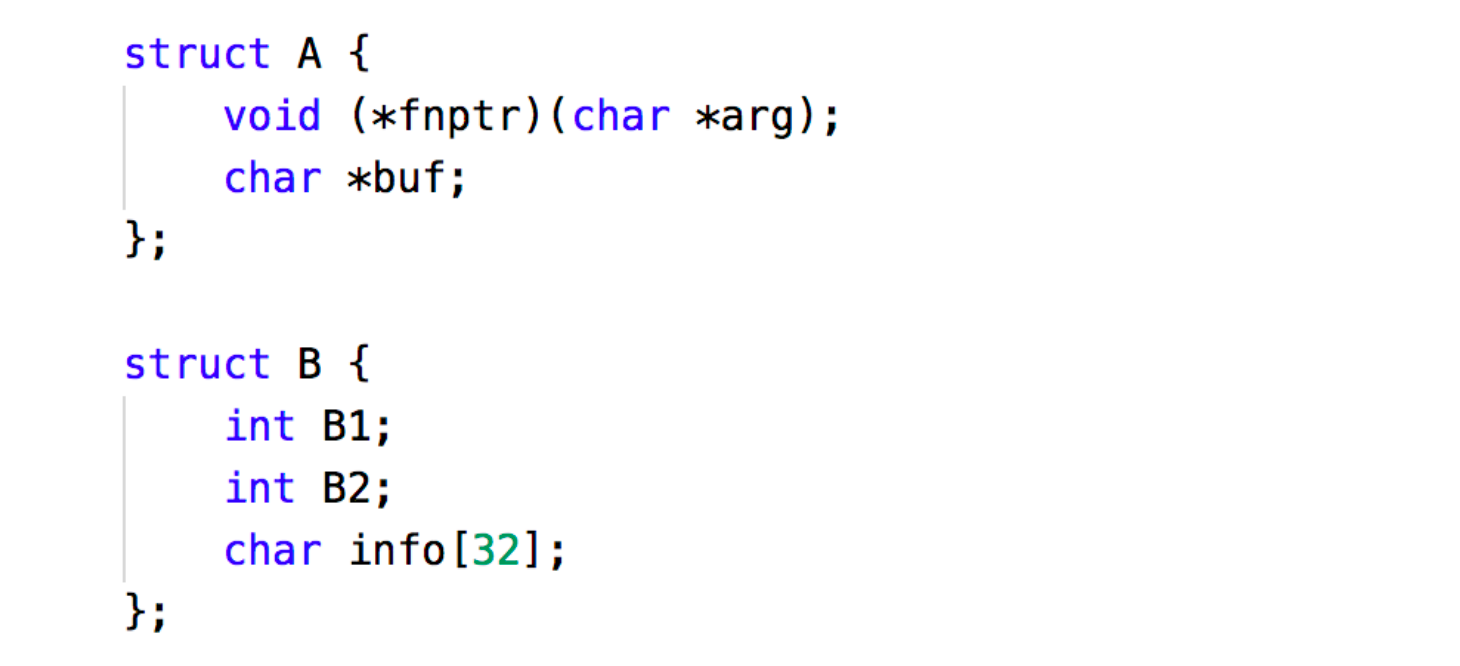 struct A {
    void (*fnptr)(char *arg);
    char *buf;
};

struct B {
    int B1;
    int B2;
    char info[32];
};